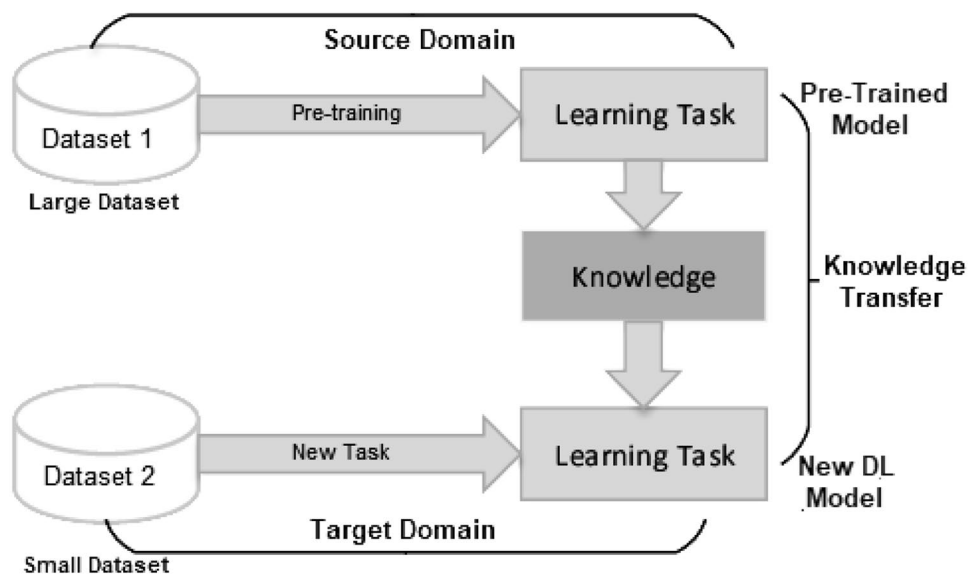 Source Domain
Pre-training
Learning Task
Pre-Trained
Model
Dataset 1
Large Dataset
Knowledge
Knowledge
Transfer
New Task
Learning Task
Dataset 2
New DL
Model
Target Domain
Small Dataset